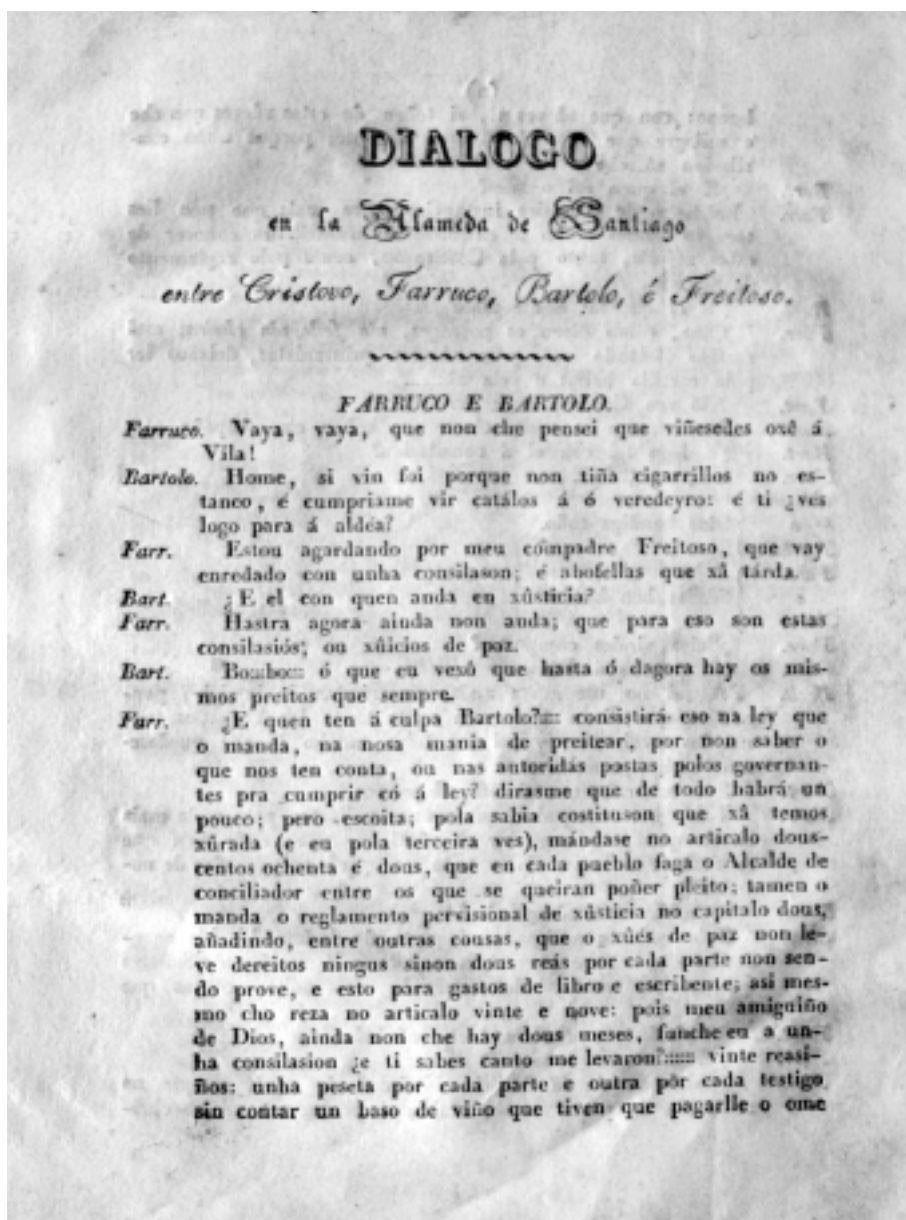 DIALOGO
en la Alameda de Santiago
entre Cristovo, Farruco, Bartolo, é Freitoso.
FARRUCO E BARTOLO.
Farruco. Vaya, vaya, que non che pensei que viñesedes oxê á
Vila!
Bartolo. Home, si vin foi porque non tiña cigarrillos no es-
tanco, é cumpriame vir catálos á ó veredeyro: é ti ¿ves
logo para á aldéa?
Farr. Estou agardando por meu compadre Freitoso, que vay
enredado con unha consilason; é abofellas que xâ tárda.
Bart. ¿E el con quen anda en xûsticia?
Farr. Hastra agora ainda non anda; que para eso son estas
consilasiós; ou xûicios de paz.
Bart. Bo::::bo:::: ó que eu vexô que hasta ó dagora hay os mis-
mos preitos que sempre.
Farr. ¿E quen ten á culpa Bartolo?:::: consistirá eso na ley que
o manda, na nosa mania de preitear, por non saber o
que nos ten conta, ou nas autoridas postas polos governan-
tes pra cumprir có á ley? dirasme que de todo habrá un
pouco; pero escoita; pola sabia costituson que xâ temos
xûrada (e eu pola terceira ves), mándase no articalo dous-
centos ochenta é dous, que en cada pueblo faga o Alcalde de
conciliador entre os que se queiran poñer pleito; tamen o
manda o reglamento persisional de xûsticia no capitalo dous,
añadindo, entre outras cousas, que o xûés de paz non le-
ve dereitos ningus sinon dous reás por cada parte non sen-
do prove, e esto para gastos de libro e escribente; asi mes-
mo cho reza no articalo vinte e nove: pois meu amiguiño
de Dios, ainda non che hay dous meses, funche eu a un-
ha consilasion ¿e ti sabes canto me levaron?:::::: vinte reasi-
ños: unha peseta por cada parte e outra pór cada testigo
sin contar un baso de viño que tiven que pagarlle o ome